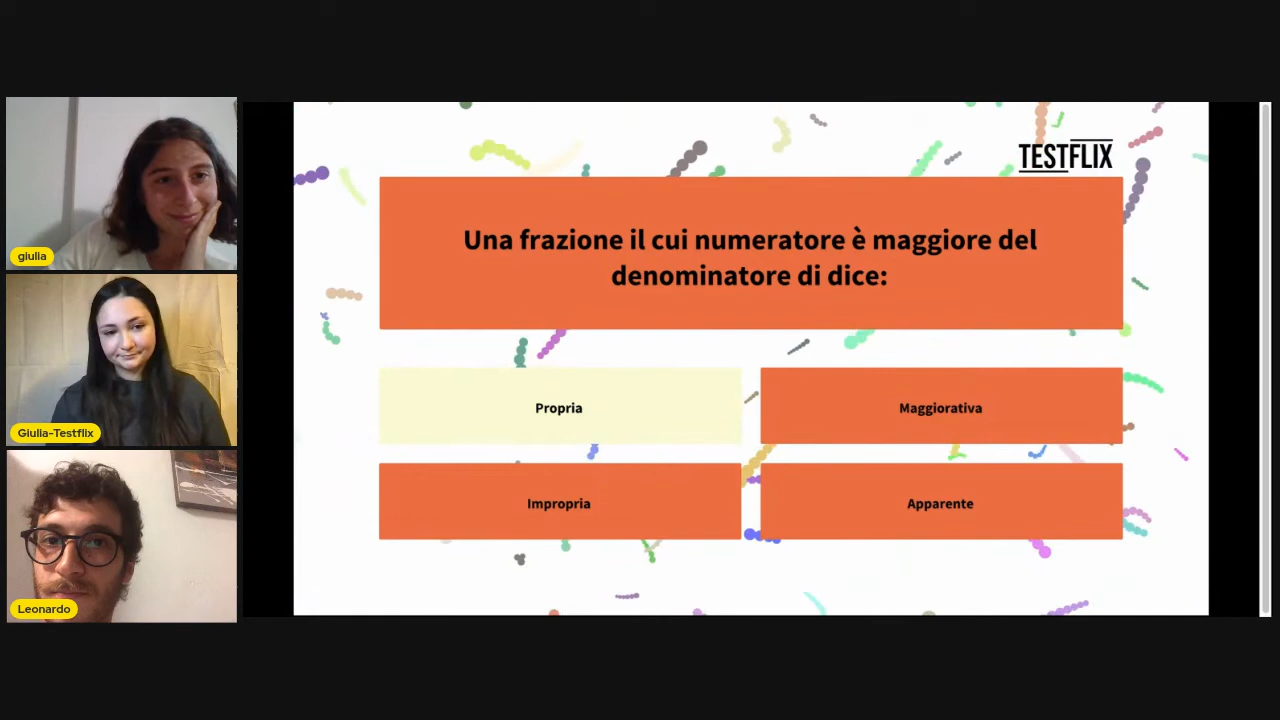 giulia
Giulia-Testflix
Leonardo
TESTFLIX
Una frazione il cui numeratore è maggiore del
denominatore di dice:
Propria
Maggiorativa
Impropria
Apparente